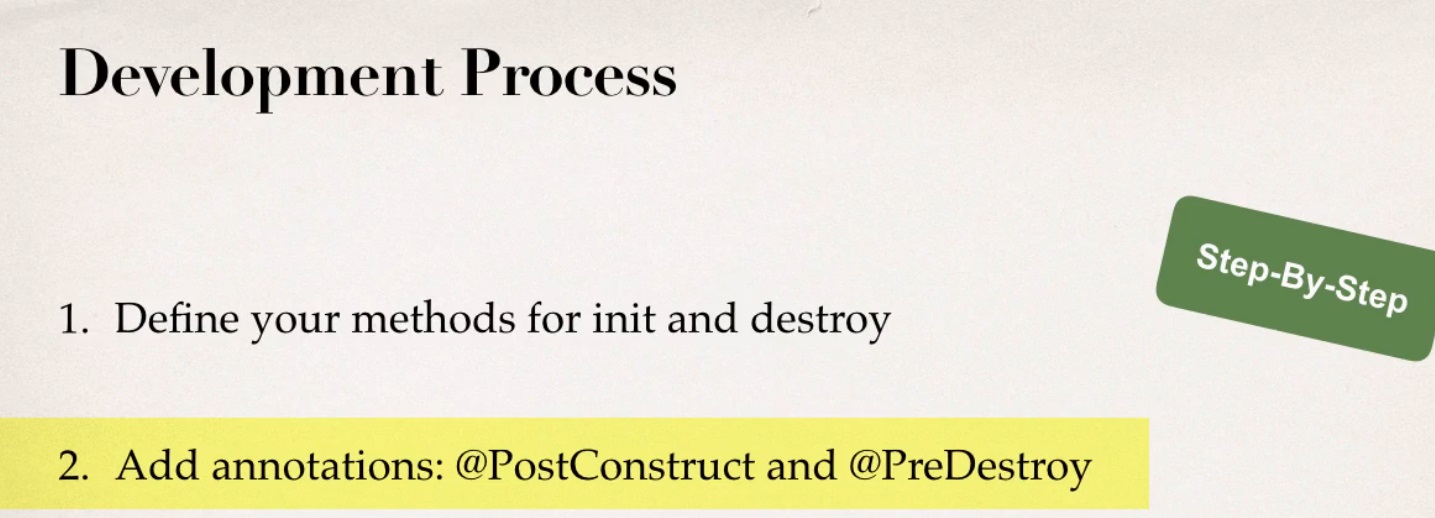 Development Process
Step-By-Step
1. Define your methods for init and destroy
2. Add annotations: @PostConstruct and @PreDestroy